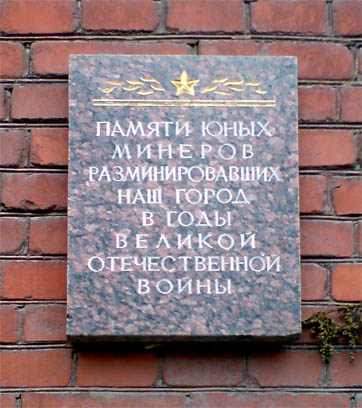 ПАМЯТИ ЮНЫХ
МИНЕРОВ
РАЗМИНИРОВАВШИХ
НАШ ГОРОД
В ГОДЫ
ВЕЛИКОЙ
ОТЕЧЕСТВЕННОЙ
ВОЙНЫ